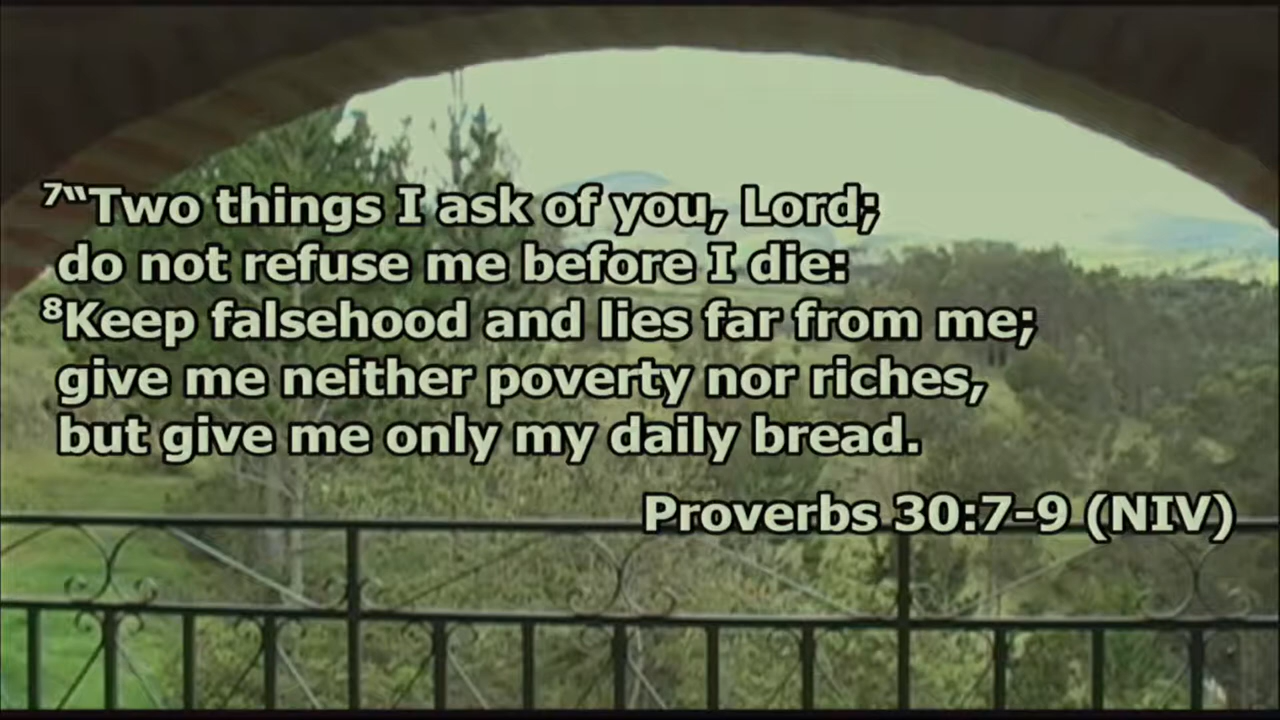 ⁷“Two things I ask of you, Lord;
do not refuse me before I die:
⁸Keep falsehood and lies far from me;
give me neither poverty nor riches,
but give me only my daily bread.
Proverbs 30:7-9 (NIV)